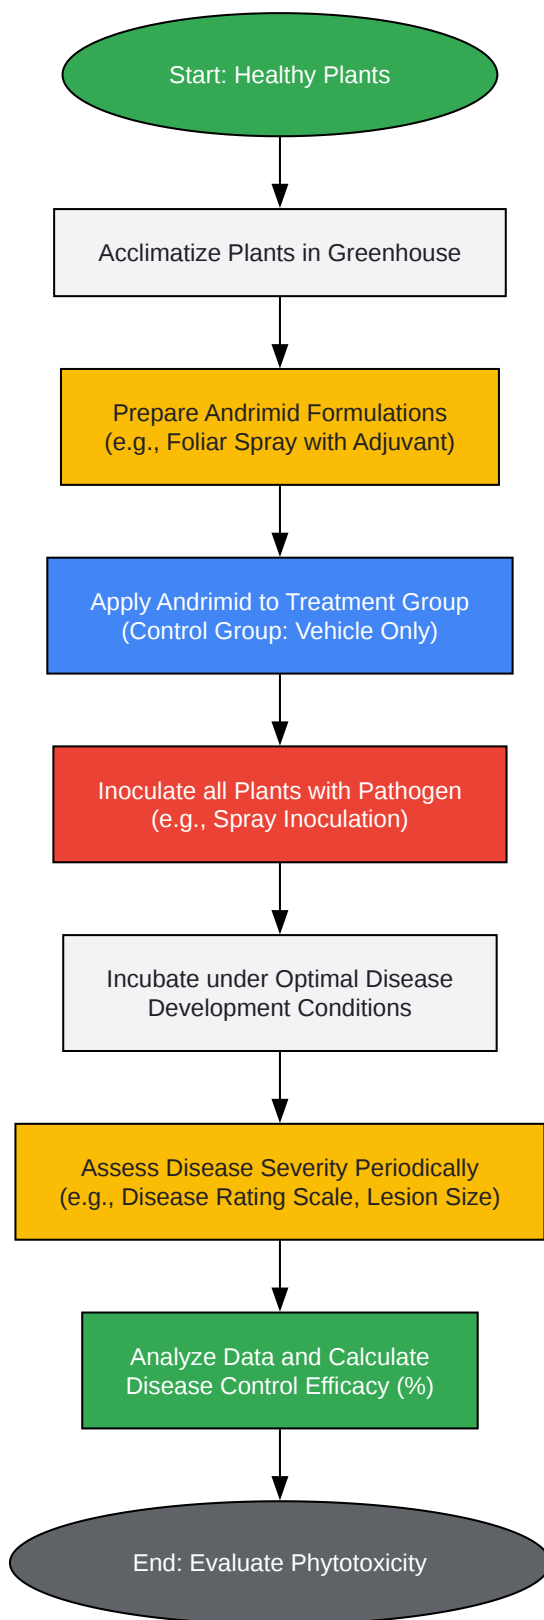 Start: Healthy Plants
Acclimatize Plants in Greenhouse
Prepare Andrimid Formulations
(e.g., Foliar Spray with Adjuvant)
Apply Andrimid to Treatment Group
(Control Group: Vehicle Only)
Inoculate all Plants with Pathogen
(e.g., Spray Inoculation)
Incubate under Optimal Disease
Development Conditions
Assess Disease Severity Periodically
(e.g., Disease Rating Scale, Lesion Size)
Analyze Data and Calculate
Disease Control Efficacy (%)
End: Evaluate Phytotoxicity